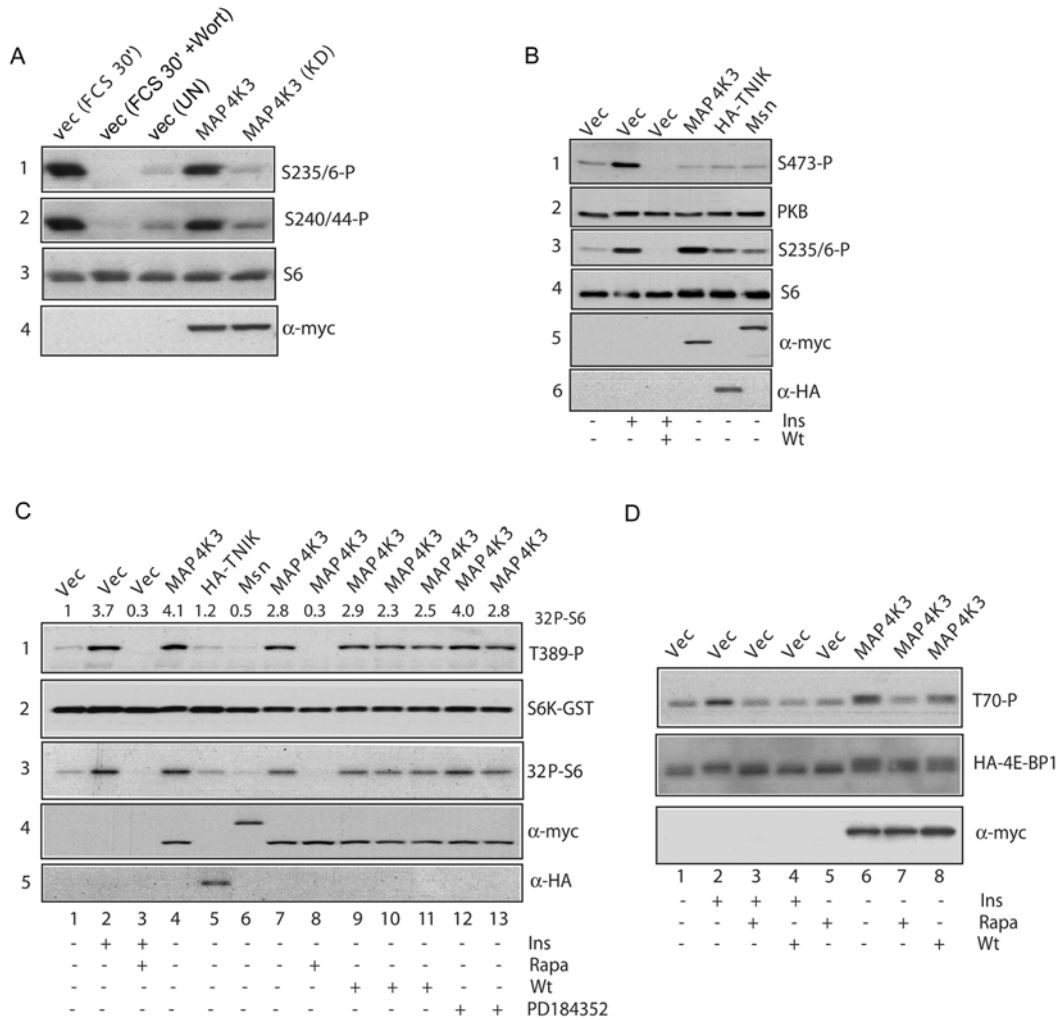 A
vec (FCS 30')
vec (FCS 30' +Wort)
vec (UN)
MAP4K3
MAP4K3 (KD)
1 S235/6-P
2 S240/44-P
3 S6
4 α-myc
B
Vec Vec Vec MAP4K3 HA-TNIK Msn
1 S473-P
2 PKB
3 S235/6-P
4 S6
5 α-myc
6 α-HA
- + + - - - Ins
- - + - - - Wt
C
Vec Vec Vec MAP4K3 HA-TNIK Msn MAP4K3 MAP4K3 MAP4K3 MAP4K3 MAP4K3 MAP4K3 MAP4K3
1 3.7 0.3 4.1 1.2 0.5 2.8 0.3 2.9 2.3 2.5 4.0 2.8 32P-S6
1 T389-P
2 S6K-GST
3 32P-S6
4 α-myc
5 α-HA
1 2 3 4 5 6 7 8 9 10 11 12 13
- + + - - - - - - - - - - Ins
- - + - - - - + - - - - - Rapa
- - - - - - - - + + + - - Wt
- - - - - - - - - - - + + PD184352
D
Vec Vec Vec Vec Vec MAP4K3 MAP4K3 MAP4K3
T70-P
HA-4E-BP1
α-myc
1 2 3 4 5 6 7 8
- + + + - - - - Ins
- - + - + - + - Rapa
- - - + - - - + Wt